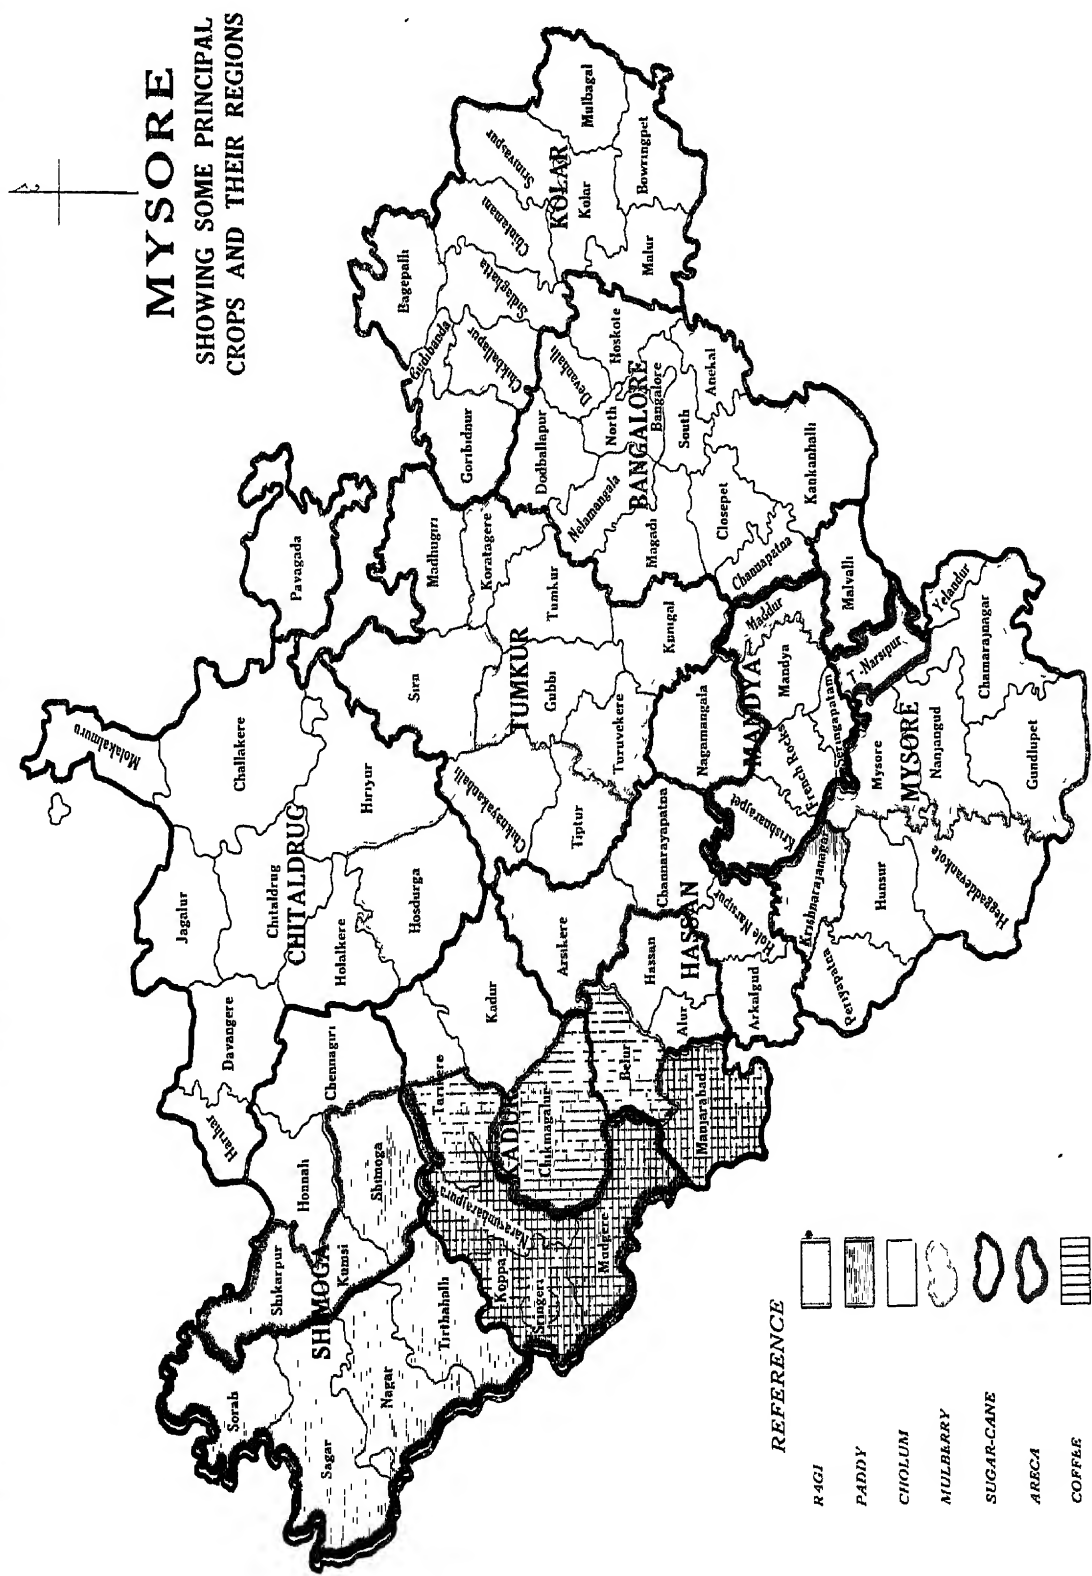 MYSORE
SHOWING SOME PRINCIPAL
CROPS AND THEIR REGIONS
Molakalmuru
Challakere
Jagalur
Chitaldrug
CHITALDRUG
Hiriyur
Holalkere
Hosdurga
Davangere
Harihar
Pavagada
Madhugiri
Koratagere
Sira
TUMKUR
Tumkur
Gubbi
Chiknayakanhalli
Tiptur
Turuvekere
Kunigal
Bagepalli
Gudibanda
Chikballapur
Goribidnur
Sidlaghatta
Chintamani
Srinivaspur
KOLAR
Kolar
Mulbagal
Bowringpet
Malur
Dodballapur
Devanhalli
Hoskote
Nelamangala
North
BANGALORE
Bangalore
South
Anekal
Magadi
Closepet
Channapatna
Kankanhalli
Nagamangala
MANDYA
Maddur
Mandya
Malvalli
Krishnarajpet
French Rocks
Seringapatam
T-Narsipur
Yelandur
Chamarajnagar
MYSORE
Mysore
Nanjangud
Gundlupet
Krishnarajanagar
Hunsur
Heggaddevankote
Periyapatna
Channarayapatna
HASSAN
Hole Narsipur
Hassan
Arsikere
Alur
Arkalgud
Belur
Manjarabad
Kadur
Tarikere
KADUR
Chikmagalur
Narasimharajpura
Koppa
Sringeri
Mudgere
Chennagiri
Honnali
Shimoga
Shikarpur
SHIMOGA
Kumsi
Sorab
Sagar
Nagar
Tirthahalli
REFERENCE
RAGI
PADDY
CHOLUM
MULBERRY
SUGAR-CANE
ARECA
COFFEE